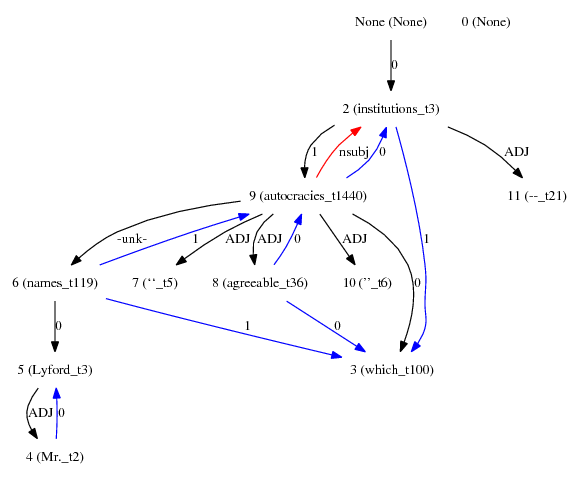 None (None) 0 (None)
0
2 (institutions_t3)
1 nsubj 0 ADJ
9 (autocracies_t1440) 11 (--_t21)
-unk- 1 ADJ ADJ 0 ADJ 1
6 (names_t119) 7 (‘‘_t5) 8 (agreeable_t36) 10 (’’_t6) 0
0 1 0
5 (Lyford_t3) 3 (which_t100)
ADJ 0
4 (Mr._t2)